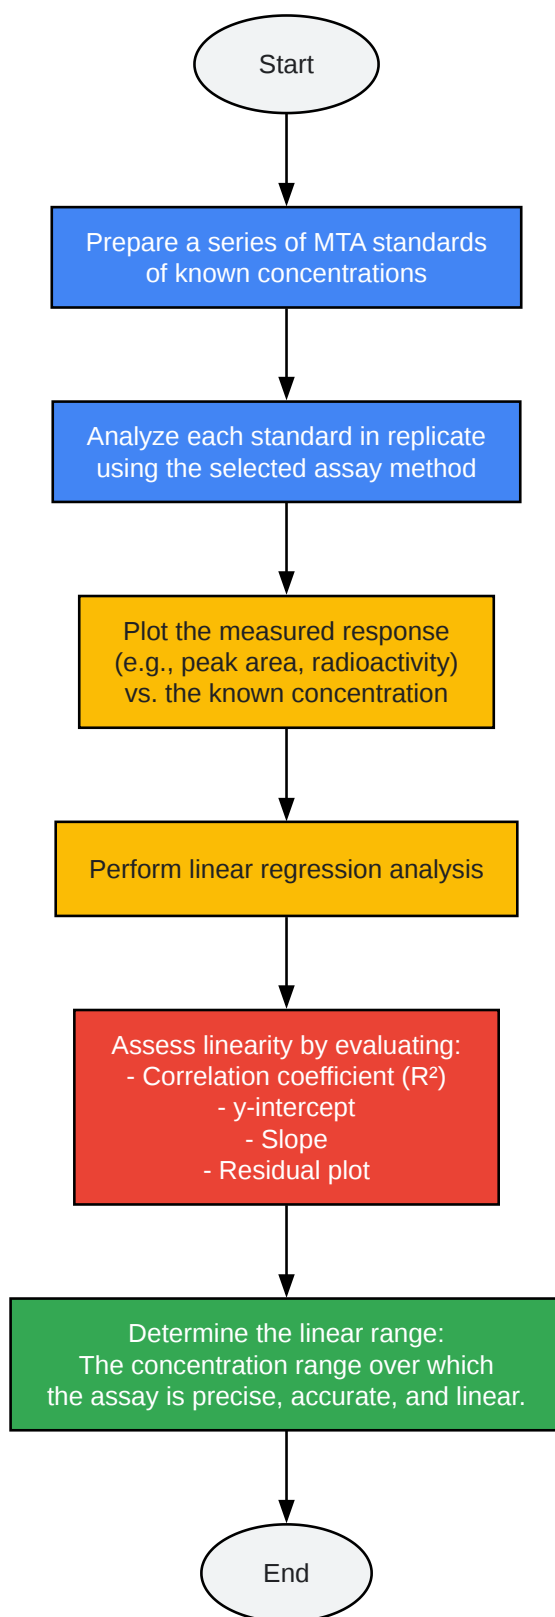 Start
Prepare a series of MTA standards
of known concentrations
Analyze each standard in replicate
using the selected assay method
Plot the measured response
(e.g., peak area, radioactivity)
vs. the known concentration
Perform linear regression analysis
Assess linearity by evaluating:
- Correlation coefficient (R²)
- y-intercept
- Slope
- Residual plot
Determine the linear range:
The concentration range over which
the assay is precise, accurate, and linear.
End